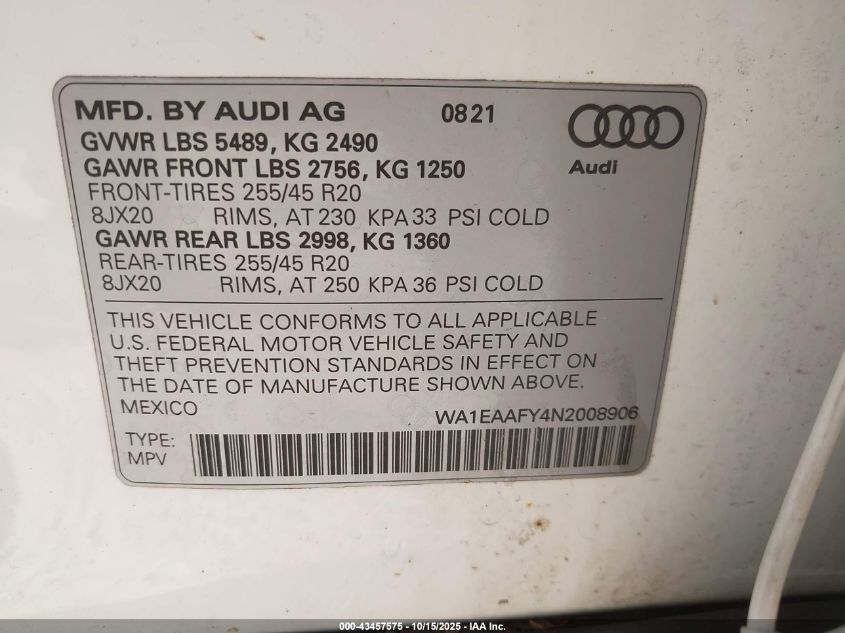 MFD. BY AUDI AG 0821
GVWR LBS 5489, KG 2490
GAWR FRONT LBS 2756, KG 1250
Audi
FRONT-TIRES 255/45 R20
8JX20 RIMS, AT 230 KPA 33 PSI COLD
GAWR REAR LBS 2998, KG 1360
REAR-TIRES 255/45 R20
8JX20 RIMS, AT 250 KPA 36 PSI COLD
THIS VEHICLE CONFORMS TO ALL APPLICABLE
U.S. FEDERAL MOTOR VEHICLE SAFETY AND
THEFT PREVENTION STANDARDS IN EFFECT ON
THE DATE OF MANUFACTURE SHOWN ABOVE.
MEXICO WA1EAAFY4N2008906
TYPE:
MPV
000-43457575 - 10/15/2025 - IAA Inc.